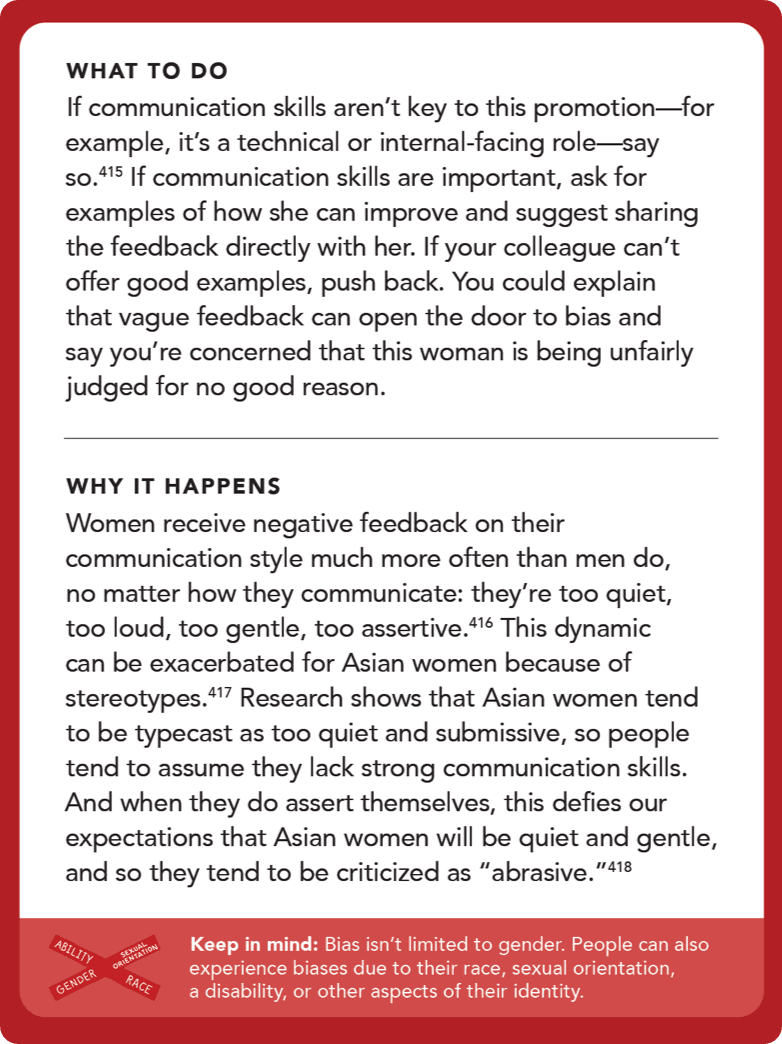 WHAT TO DO
If communication skills aren’t key to this promotion—for
example, it’s a technical or internal-facing role—say
so.415 If communication skills are important, ask for
examples of how she can improve and suggest sharing
the feedback directly with her. If your colleague can’t
offer good examples, push back. You could explain
that vague feedback can open the door to bias and
say you’re concerned that this woman is being unfairly
judged for no good reason.
WHY IT HAPPENS
Women receive negative feedback on their
communication style much more often than men do,
no matter how they communicate: they’re too quiet,
too loud, too gentle, too assertive.416 This dynamic
can be exacerbated for Asian women because of
stereotypes.417 Research shows that Asian women tend
to be typecast as too quiet and submissive, so people
tend to assume they lack strong communication skills.
And when they do assert themselves, this defies our
expectations that Asian women will be quiet and gentle,
and so they tend to be criticized as “abrasive.”418
ABILITY
SEXUAL
ORIENTATION
GENDER
RACE
Keep in mind: Bias isn’t limited to gender. People can also
experience biases due to their race, sexual orientation,
a disability, or other aspects of their identity.